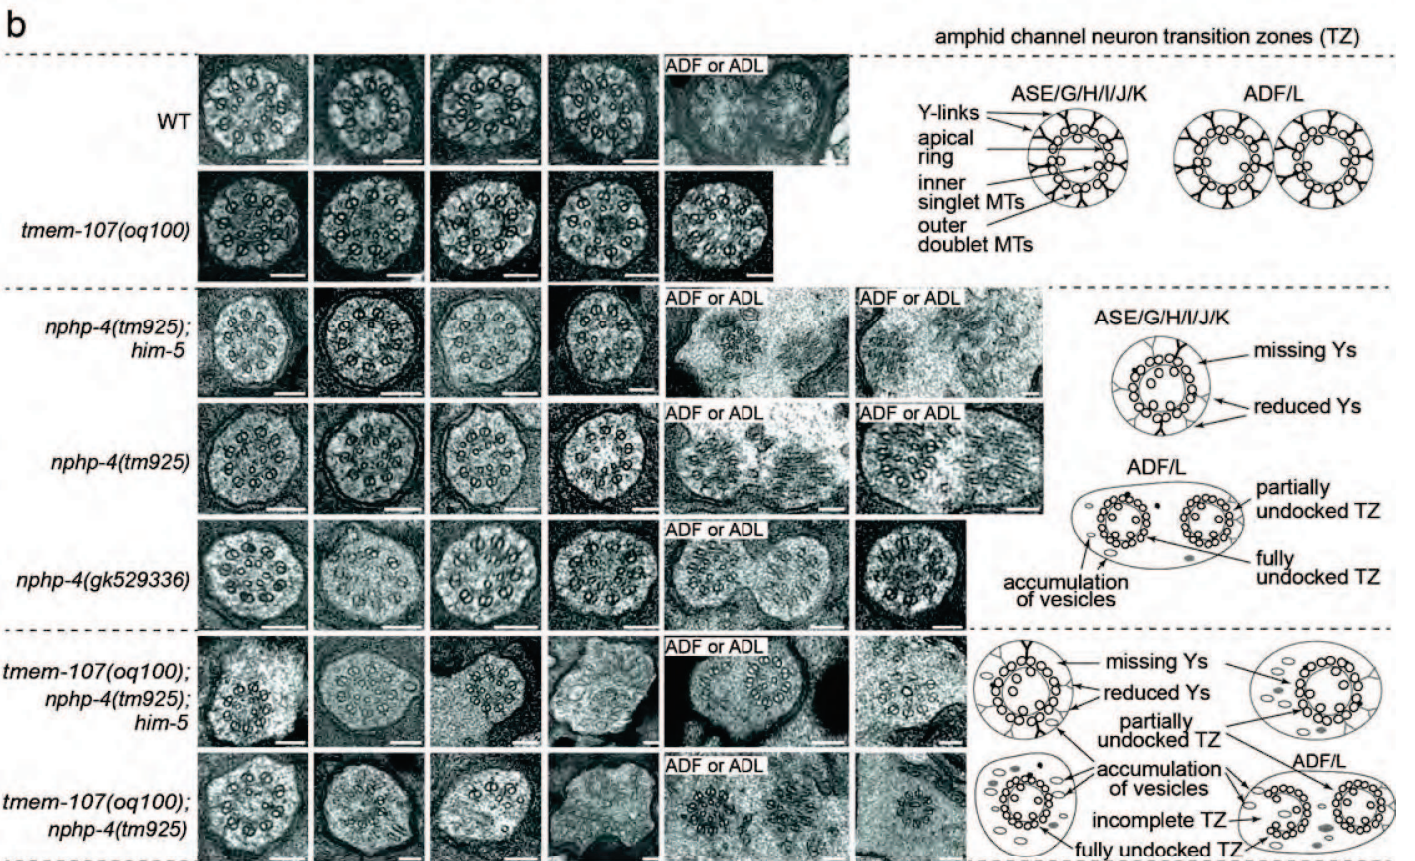 b
amphid channel neuron transition zones (TZ)
WT
ADF or ADL
ASE/G/H/I/J/K
ADF/L
Y-links
apical
ring
inner
singlet MTs
outer
doublet MTs
tmem-107(oq100)
nphp-4(tm925);
him-5
ADF or ADL
ADF or ADL
ASE/G/H/I/J/K
missing Ys
reduced Ys
nphp-4(tm925)
ADF or ADL
ADF or ADL
ADF/L
partially
undocked TZ
fully
undocked TZ
accumulation
of vesicles
nphp-4(gk529336)
ADF or ADL
tmem-107(oq100);
nphp-4(tm925);
him-5
ADF or ADL
missing Ys
reduced Ys
partially
undocked TZ
tmem-107(oq100);
nphp-4(tm925)
ADF or ADL
ADF/L
accumulation
of vesicles
incomplete TZ
fully undocked TZ